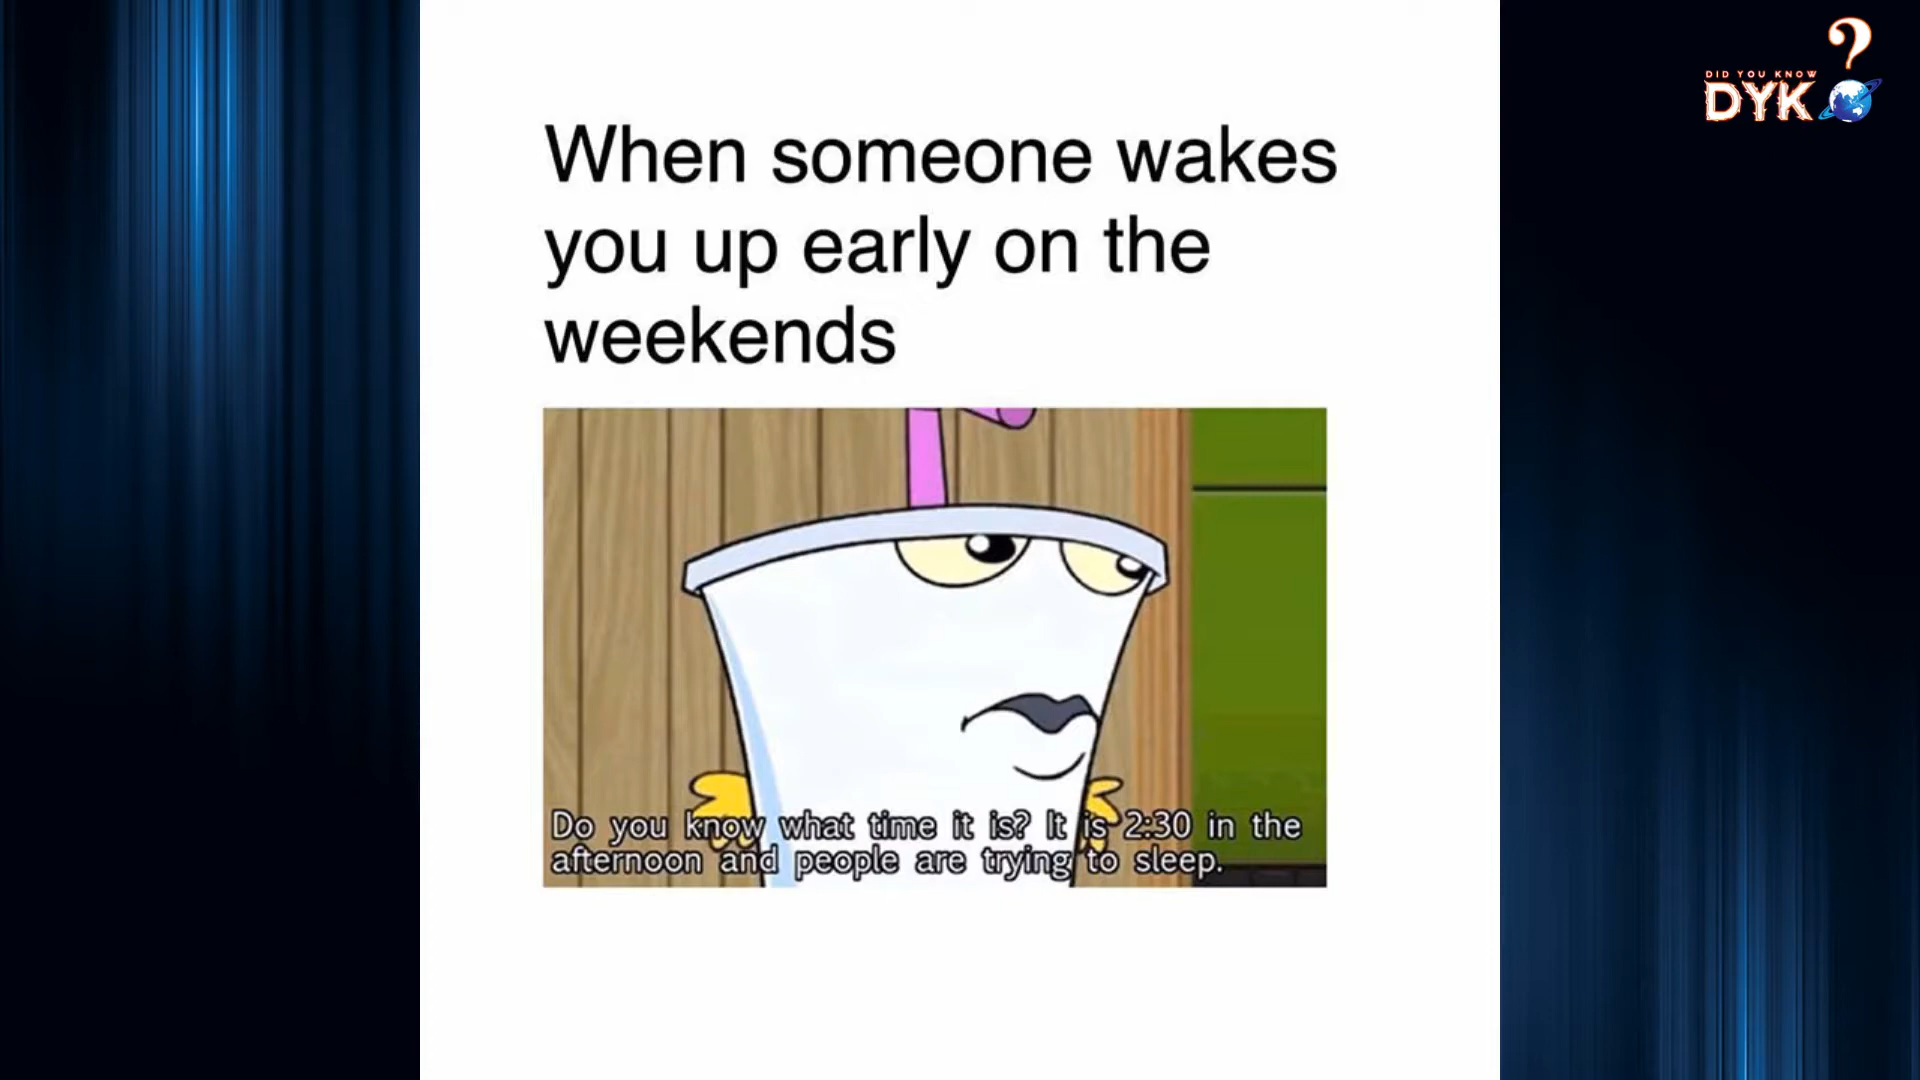 DID YOU KNOW
DYK
?
When someone wakes
you up early on the
weekends
Do you know what time it is? It is 2:30 in the
afternoon and people are trying to sleep.